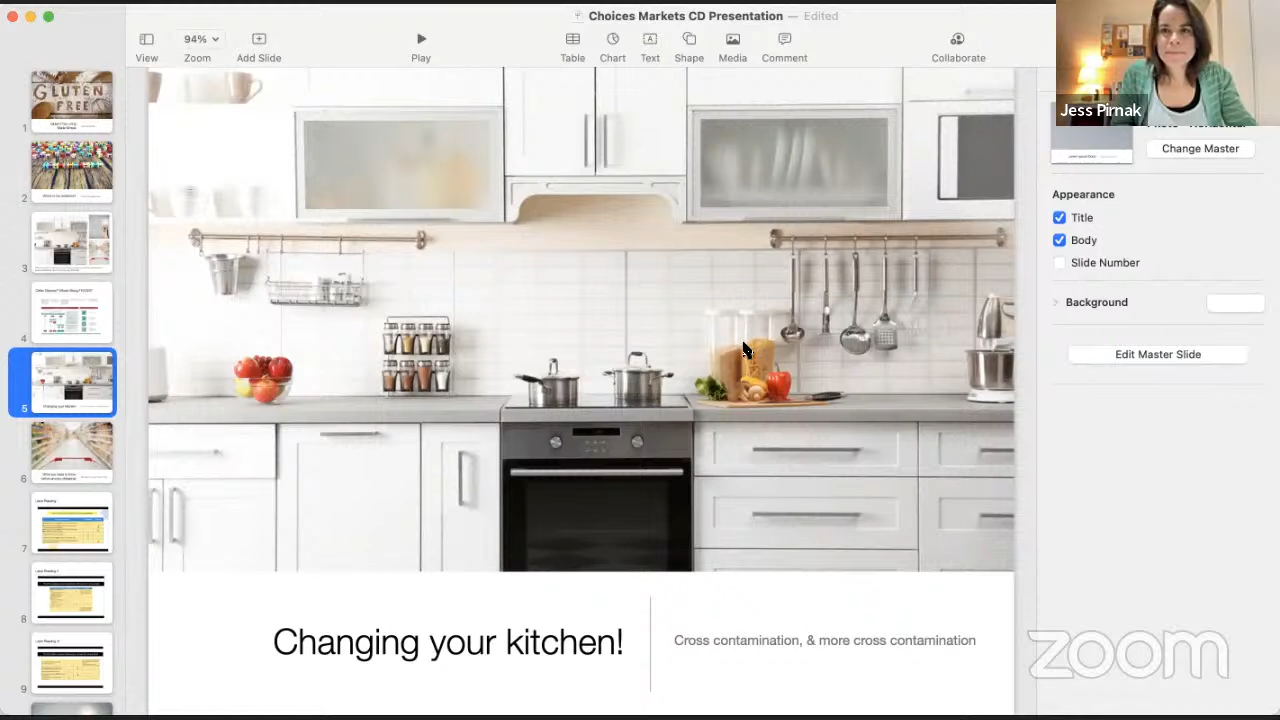 Choices Markets CD Presentation — Edited
94%
View
Zoom
Add Slide
Play
Table
Chart
Text
Shape
Media
Comment
Collaborate
Jess Pirnak
Change Master
Appearance
Title
Body
Slide Number
Background
Edit Master Slide
GLUTEN
FREE
1
2
3
4
5
6
7
8
9
Label Reading
Changing your kitchen!
Cross contamination, & more cross contamination
zoom